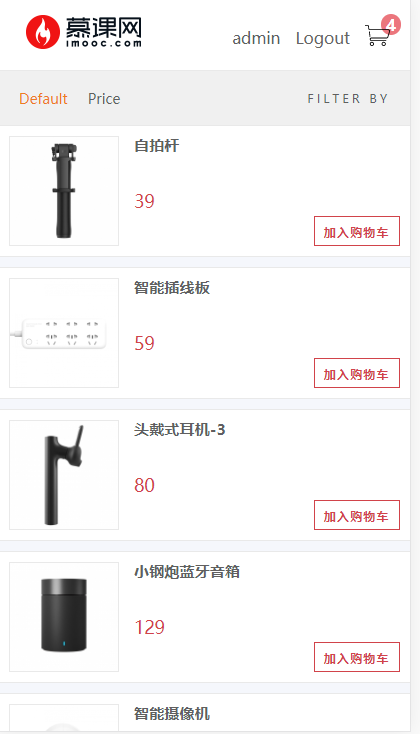 慕课网
imooc.com
admin Logout 4
Default Price FILTER BY
自拍杆
39
加入购物车
智能插线板
59
加入购物车
头戴式耳机-3
80
加入购物车
小钢炮蓝牙音箱
129
加入购物车
智能摄像机